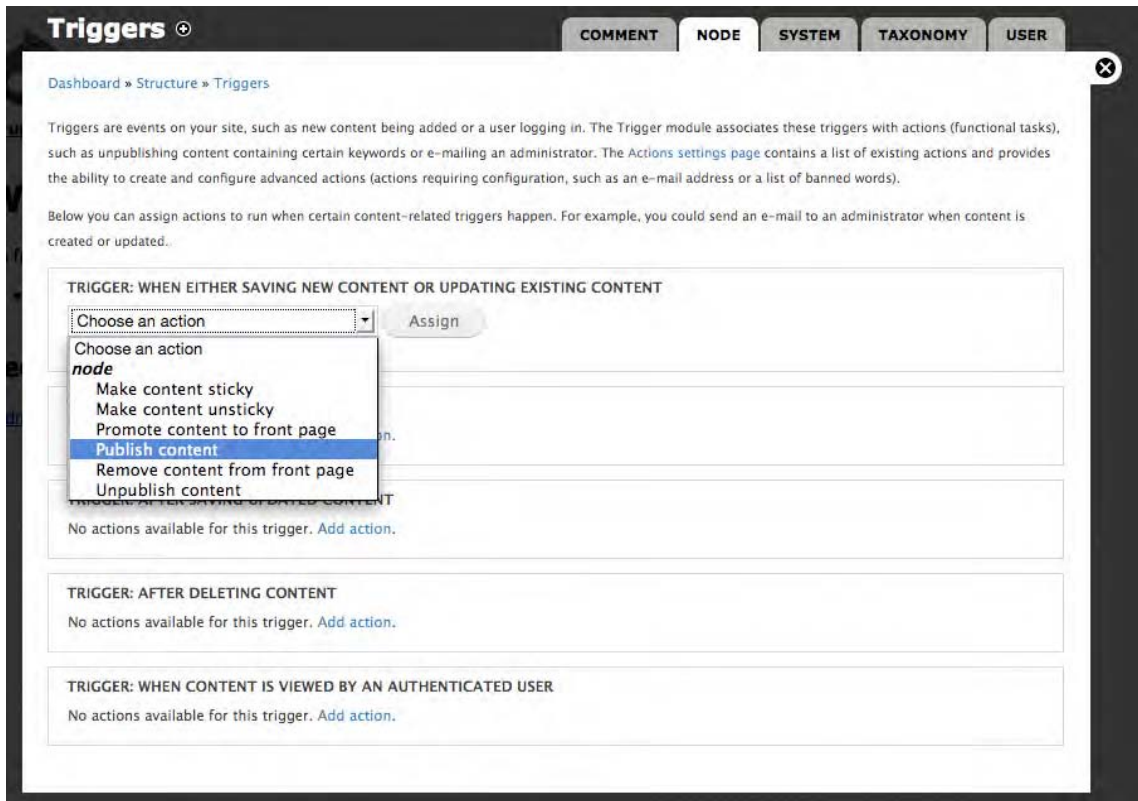 Triggers
COMMENT NODE SYSTEM TAXONOMY USER
Dashboard » Structure » Triggers
Triggers are events on your site, such as new content being added or a user logging in. The Trigger module associates these triggers with actions (functional tasks),
such as unpublishing content containing certain keywords or e-mailing an administrator. The Actions settings page contains a list of existing actions and provides
the ability to create and configure advanced actions (actions requiring configuration, such as an e-mail address or a list of banned words).
Below you can assign actions to run when certain content-related triggers happen. For example, you could send an e-mail to an administrator when content is
created or updated.
TRIGGER: WHEN EITHER SAVING NEW CONTENT OR UPDATING EXISTING CONTENT
Choose an action Assign
Choose an action
node
Make content sticky
Make content unsticky
Promote content to front page
Publish content
Remove content from front page
Unpublish content
TRIGGER: AFTER SAVING UPDATED CONTENT
No actions available for this trigger. Add action.
TRIGGER: AFTER DELETING CONTENT
No actions available for this trigger. Add action.
TRIGGER: WHEN CONTENT IS VIEWED BY AN AUTHENTICATED USER
No actions available for this trigger. Add action.